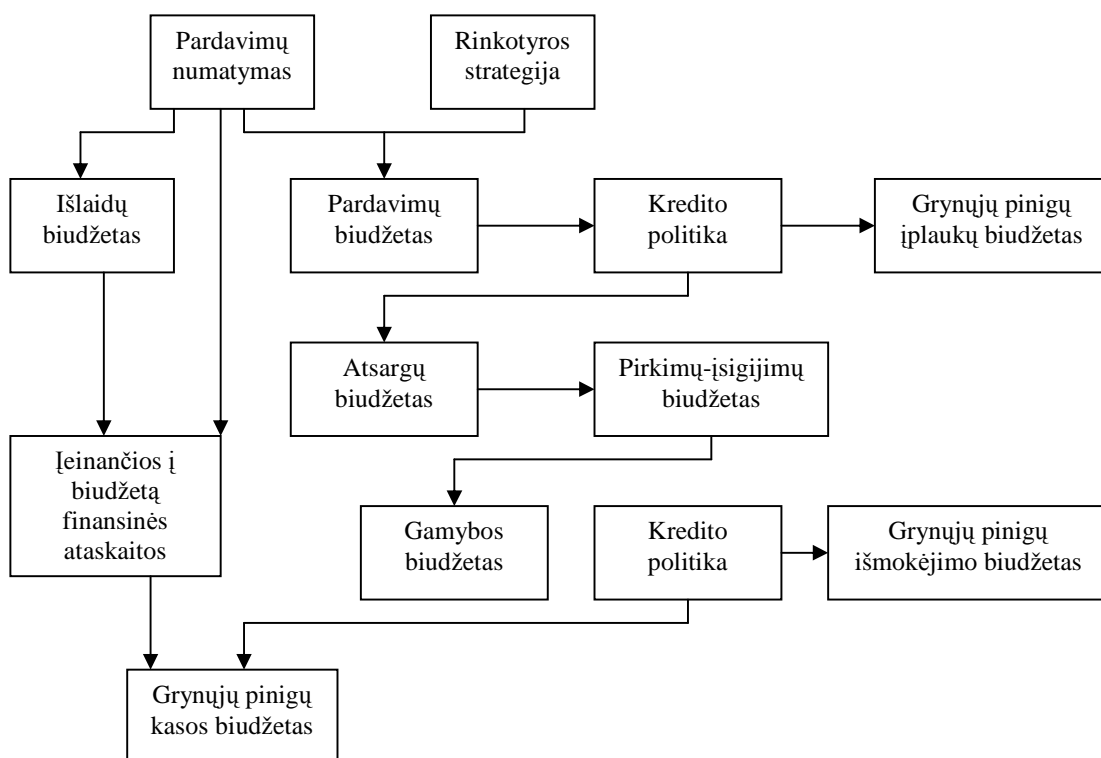 Pardavimų
numatymas
Rinkotyros
strategija
Išlaidų
biudžetas
Pardavimų
biudžetas
Kredito
politika
Grynųjų pinigų
įplaukų biudžetas
Atsargų
biudžetas
Pirkimų-įsigijimų
biudžetas
Įeinančios į
biudžetą
finansinės
ataskaitos
Gamybos
biudžetas
Kredito
politika
Grynųjų pinigų
išmokėjimo biudžetas
Grynųjų pinigų
kasos biudžetas